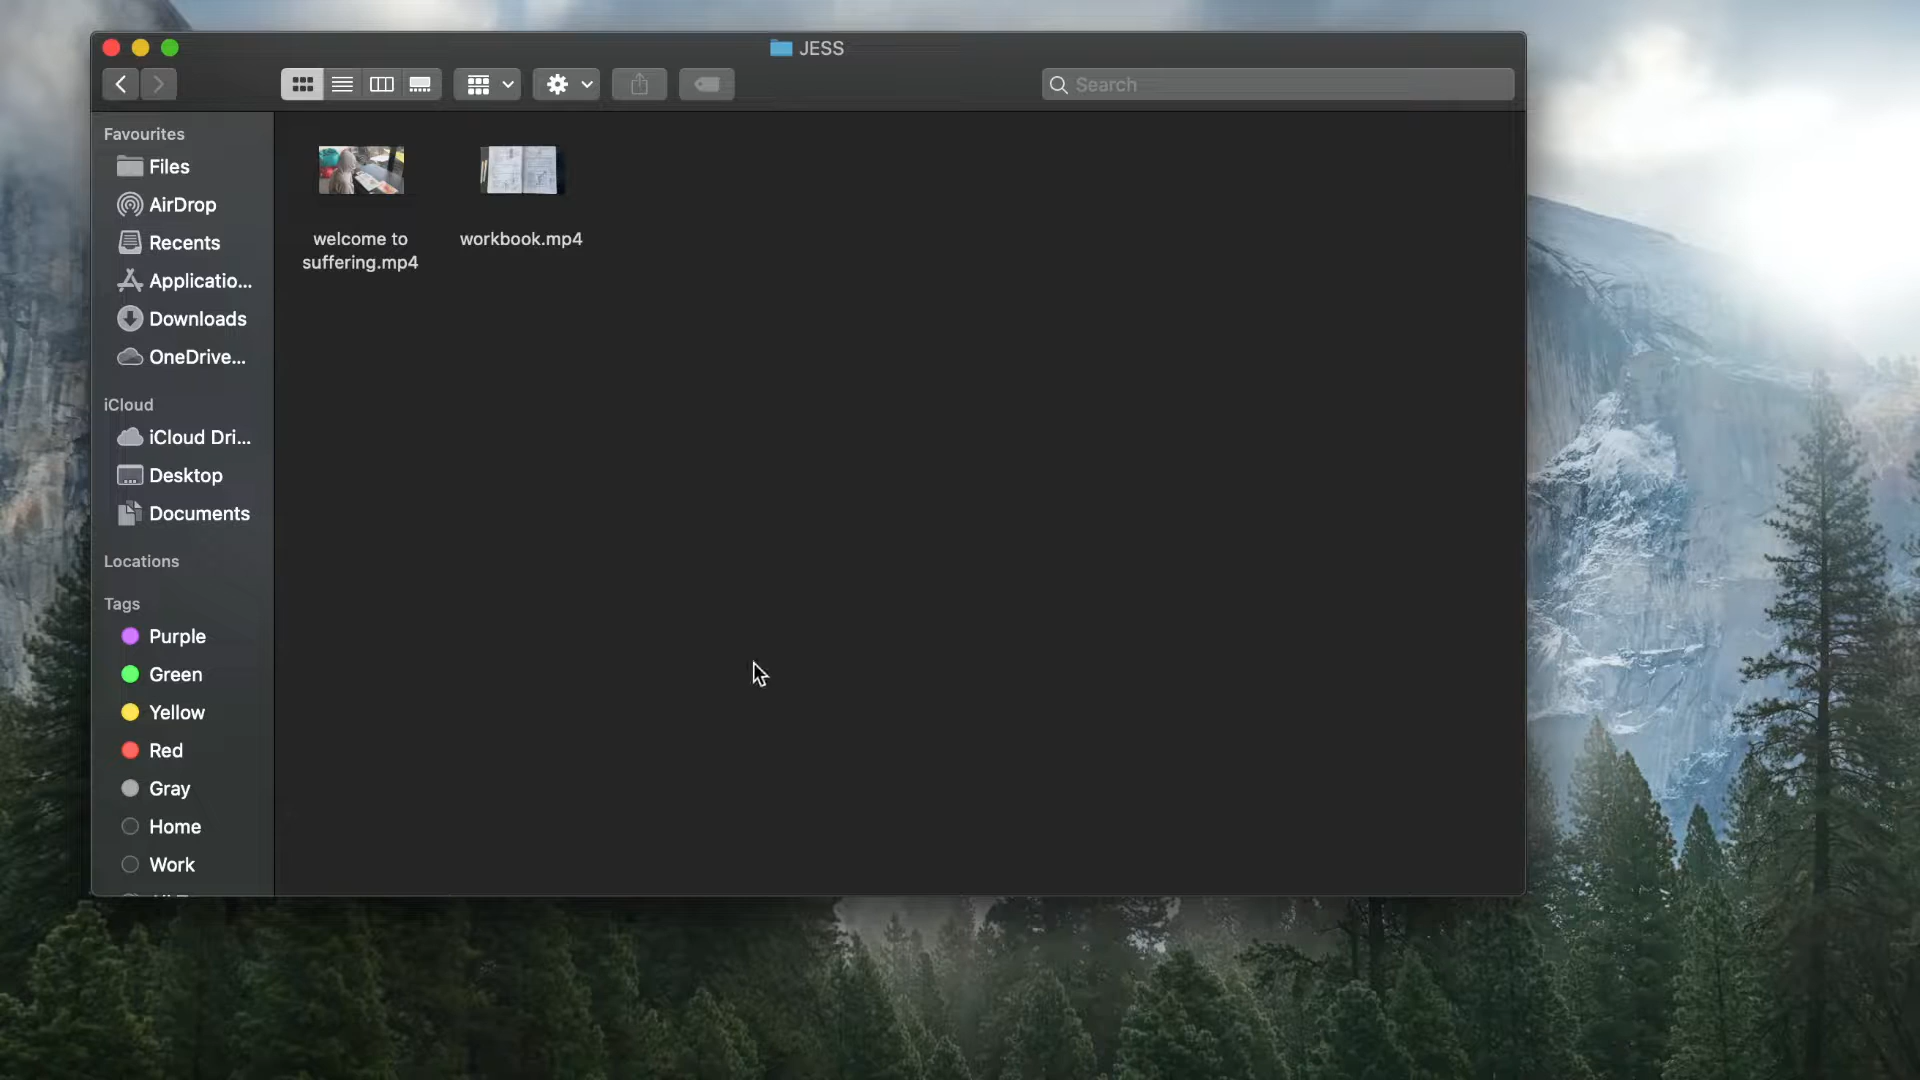 JESS
Search
Favourites
Files
AirDrop
Recents
Applicatio...
Downloads
OneDrive...
iCloud
iCloud Dri...
Desktop
Documents
Locations
Tags
Purple
Green
Yellow
Red
Gray
Home
Work
welcome to
suffering.mp4
workbook.mp4